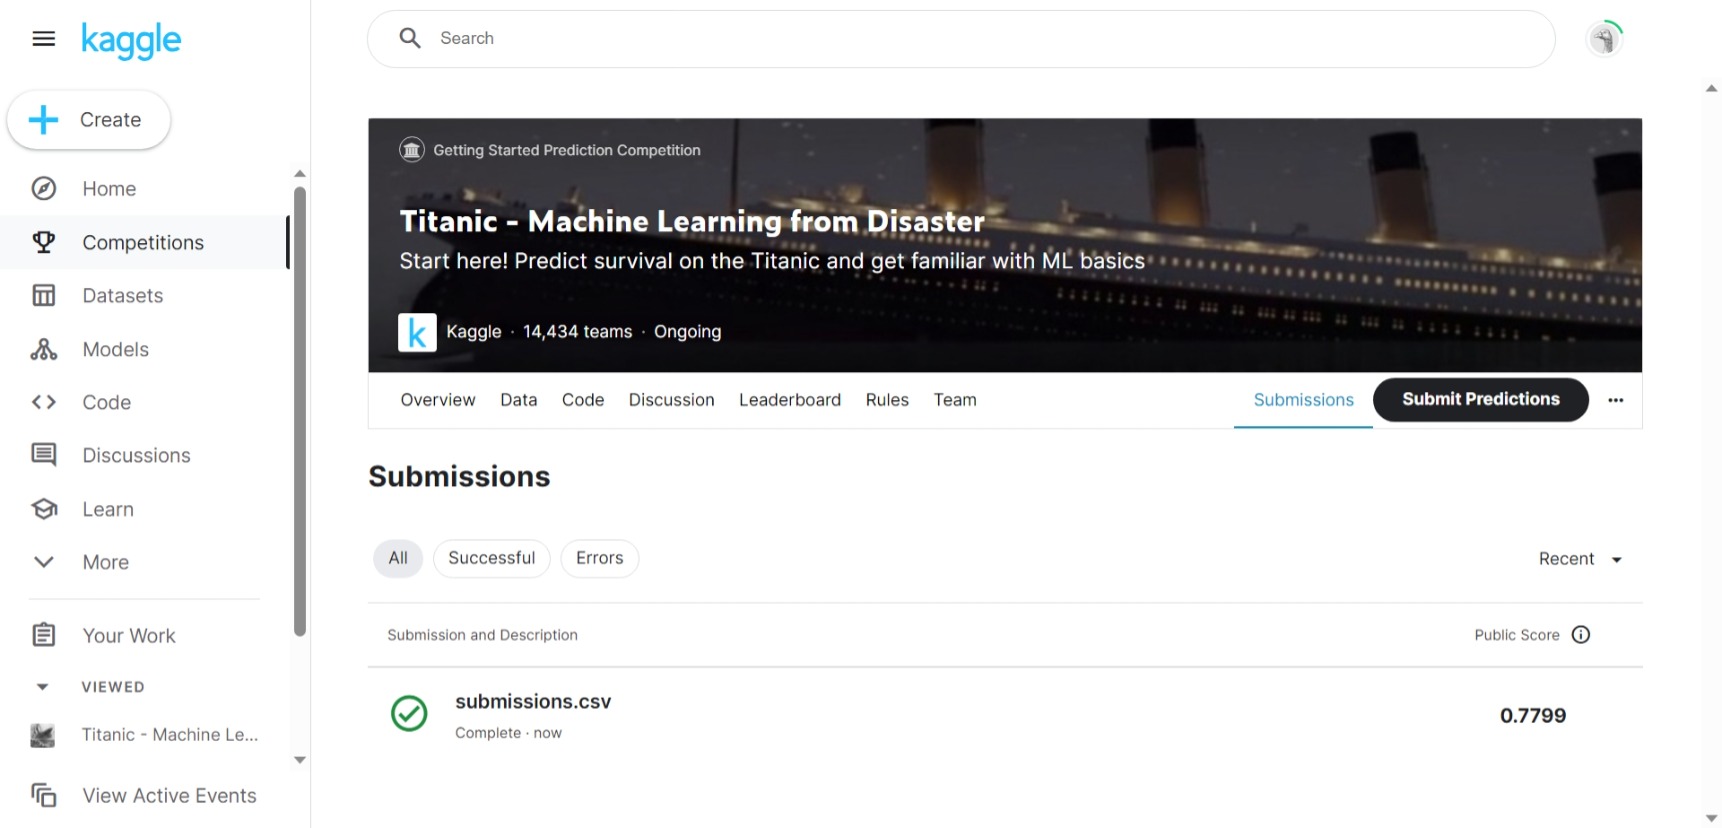 kaggle
Search
Create
Home
Competitions
Datasets
Models
Code
Discussions
Learn
More
Your Work
VIEWED
Titanic - Machine Le...
View Active Events
Getting Started Prediction Competition
Titanic - Machine Learning from Disaster
Start here! Predict survival on the Titanic and get familiar with ML basics
k Kaggle · 14,434 teams · Ongoing
Overview Data Code Discussion Leaderboard Rules Team Submissions Submit Predictions ...
Submissions
All Successful Errors Recent
Submission and Description Public Score
submissions.csv
Complete · now
0.7799